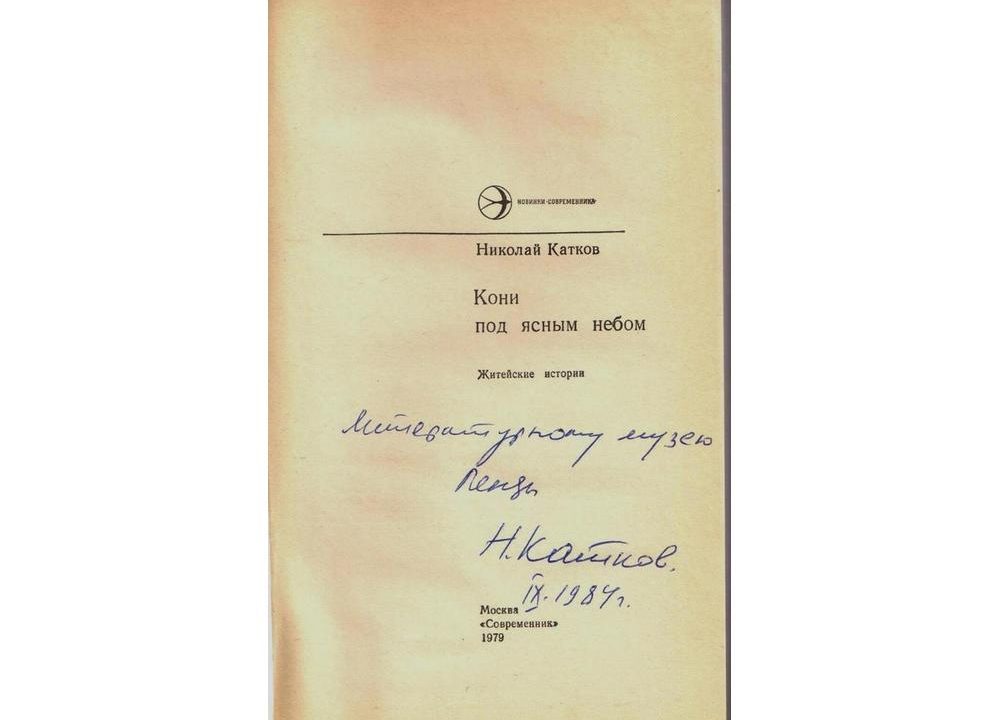 НОВИНКИ «СОВРЕМЕННИКА»
Николай Катков
Кони
под ясным небом
Житейские истории
Литературному музею
Пензы
Н. Катков.
IX. 1984 г.
Москва
«Современник»
1979